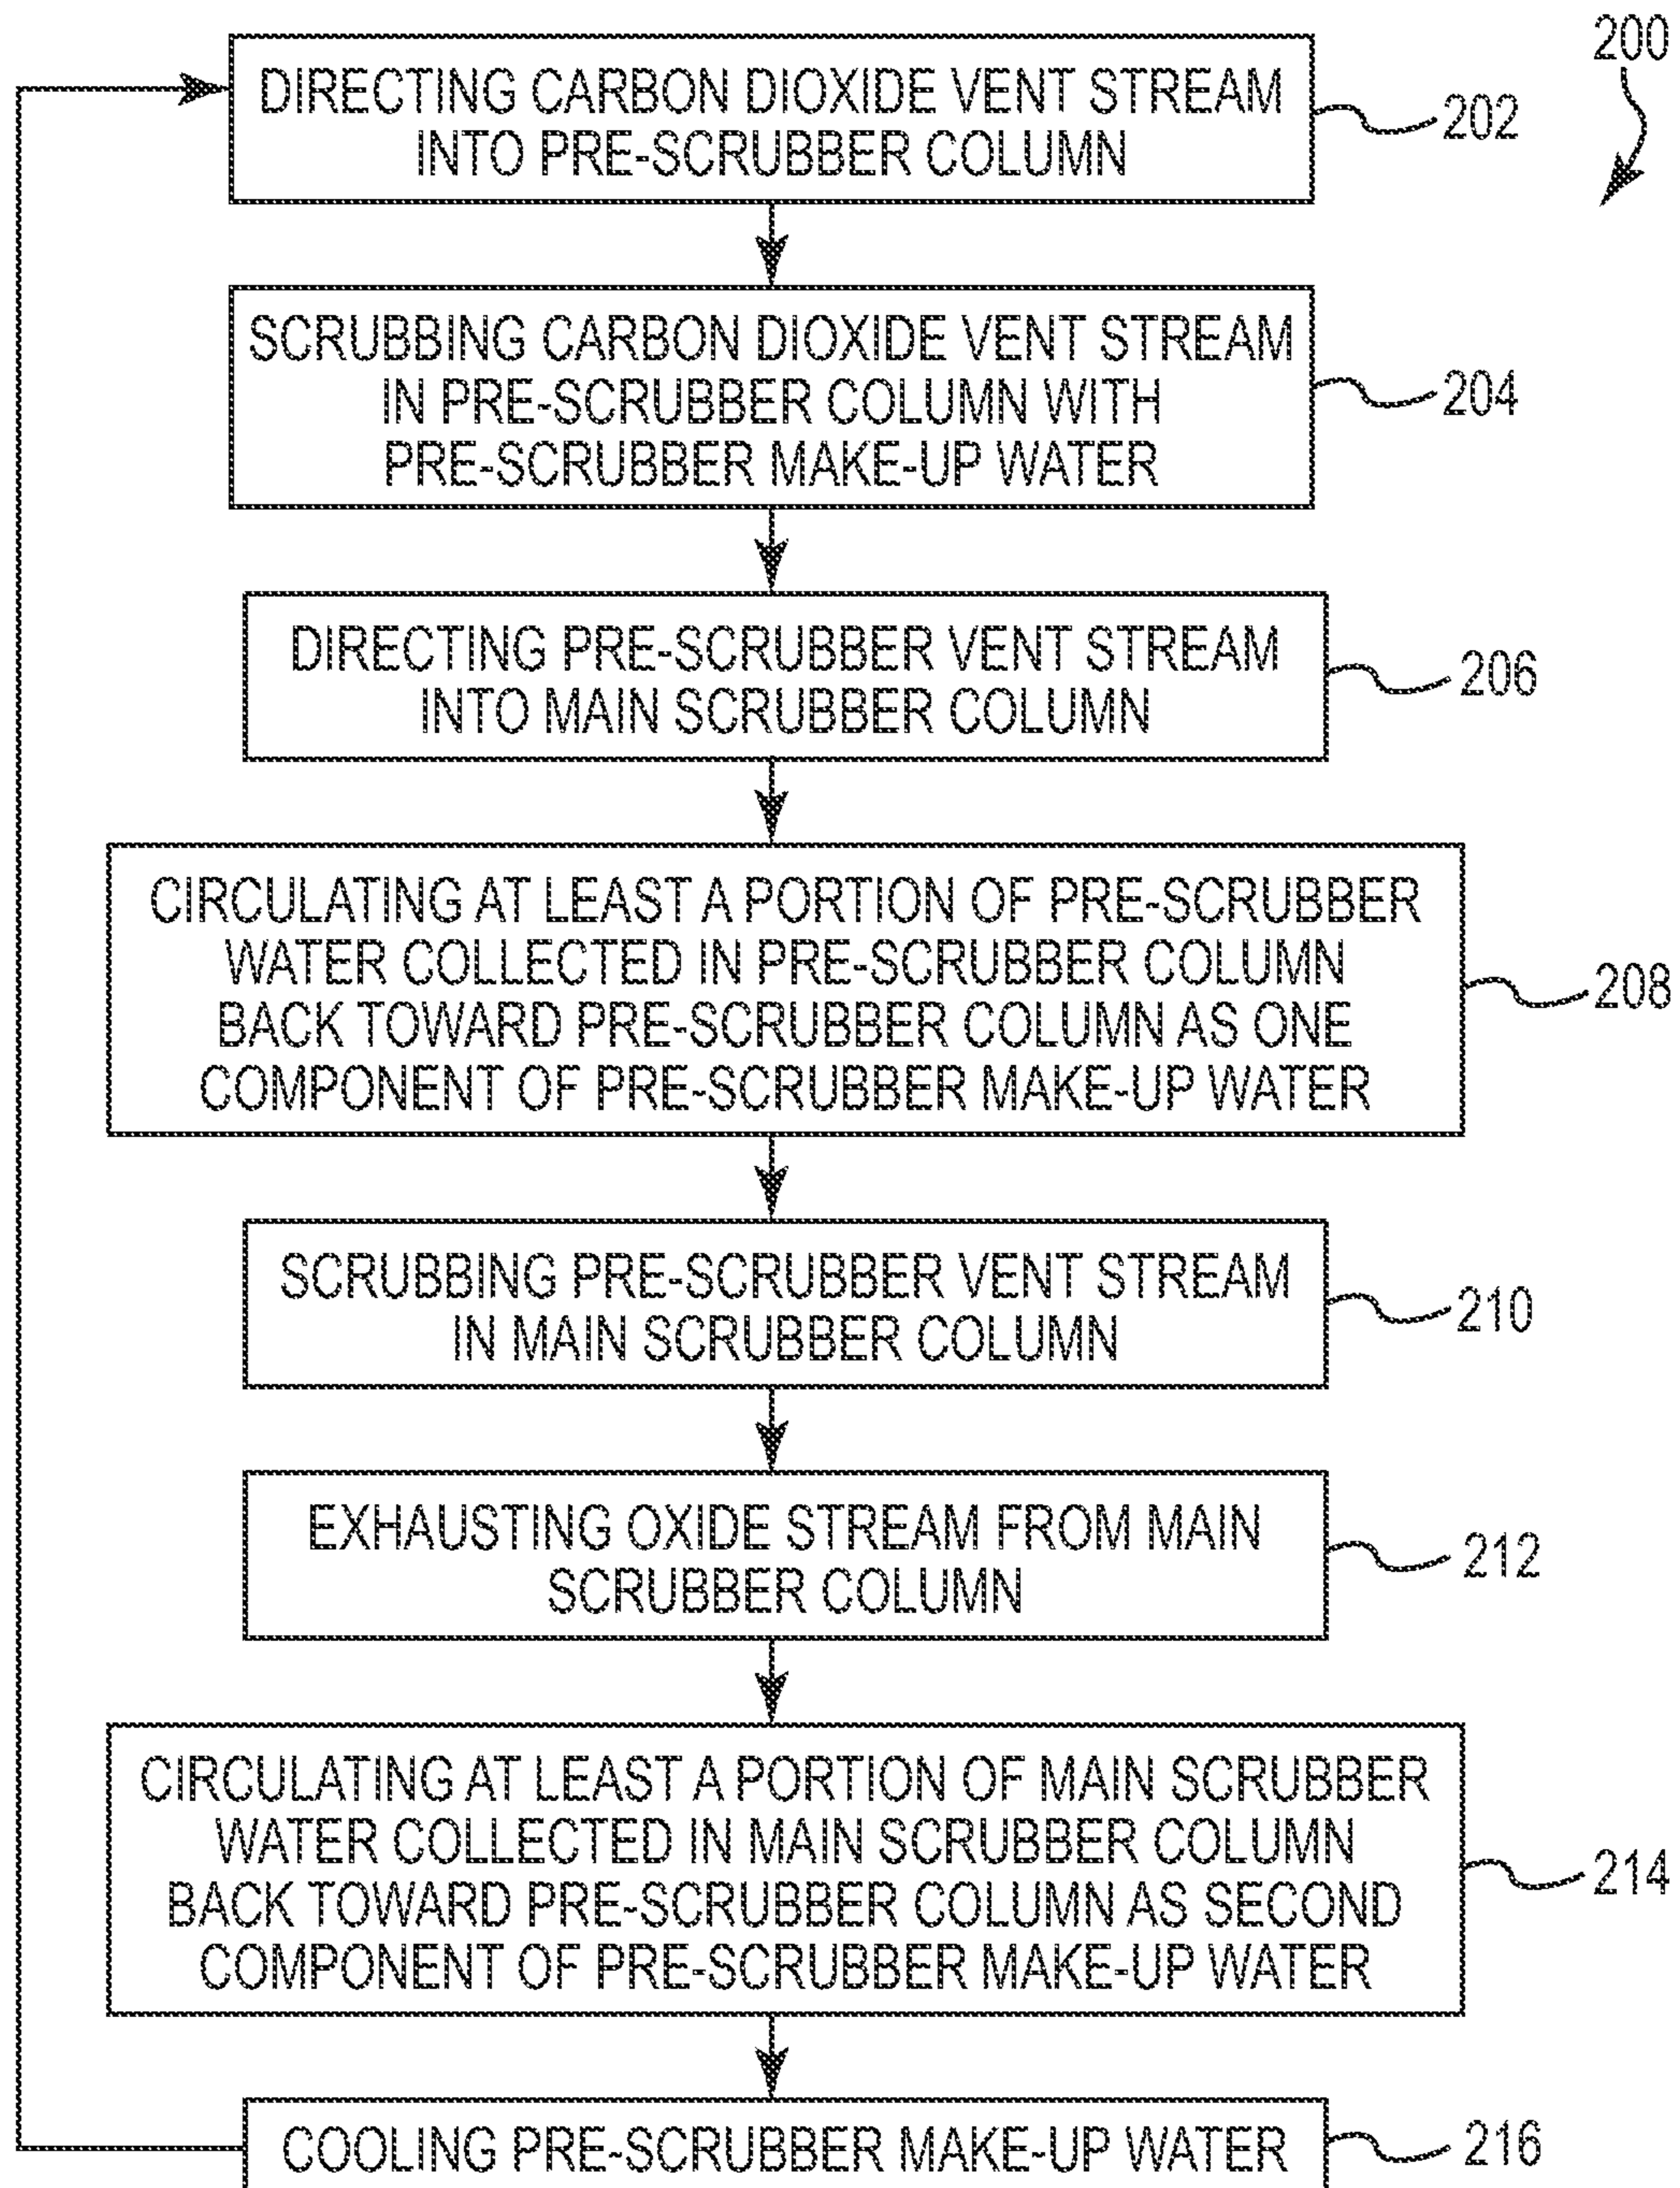 200
DIRECTING CARBON DIOXIDE VENT STREAM
INTO PRE-SCRUBBER COLUMN
202
SCRUBBING CARBON DIOXIDE VENT STREAM
IN PRE-SCRUBBER COLUMN WITH
PRE-SCRUBBER MAKE-UP WATER
204
DIRECTING PRE-SCRUBBER VENT STREAM
INTO MAIN SCRUBBER COLUMN
206
CIRCULATING AT LEAST A PORTION OF PRE-SCRUBBER
WATER COLLECTED IN PRE-SCRUBBER COLUMN
BACK TOWARD PRE-SCRUBBER COLUMN AS ONE
COMPONENT OF PRE-SCRUBBER MAKE-UP WATER
208
SCRUBBING PRE-SCRUBBER VENT STREAM
IN MAIN SCRUBBER COLUMN
210
EXHAUSTING OXIDE STREAM FROM MAIN
SCRUBBER COLUMN
212
CIRCULATING AT LEAST A PORTION OF MAIN SCRUBBER
WATER COLLECTED IN MAIN SCRUBBER COLUMN
BACK TOWARD PRE-SCRUBBER COLUMN AS SECOND
COMPONENT OF PRE-SCRUBBER MAKE-UP WATER
214
COOLING PRE-SCRUBBER MAKE-UP WATER
216